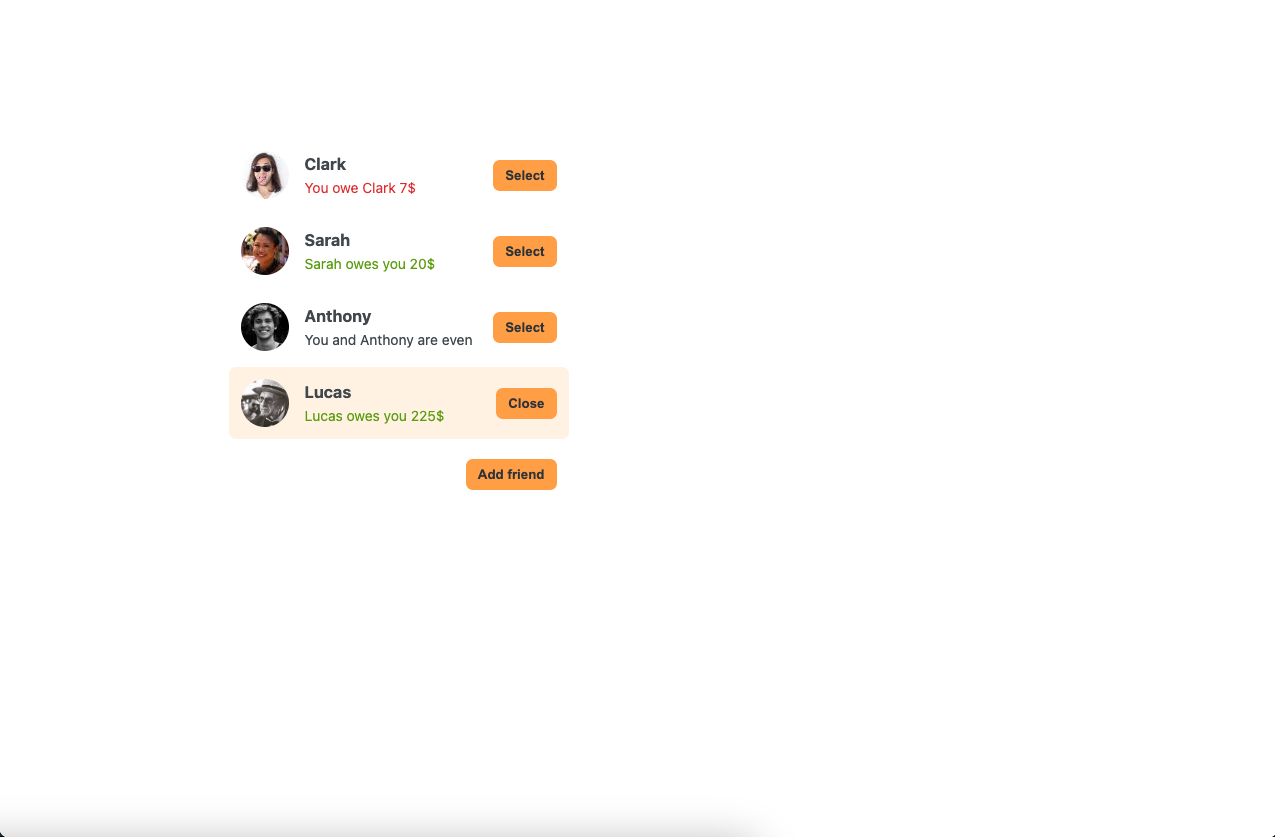 Clark
You owe Clark 7$
Select
Sarah
Sarah owes you 20$
Select
Anthony
You and Anthony are even
Select
Lucas
Lucas owes you 225$
Close
Add friend